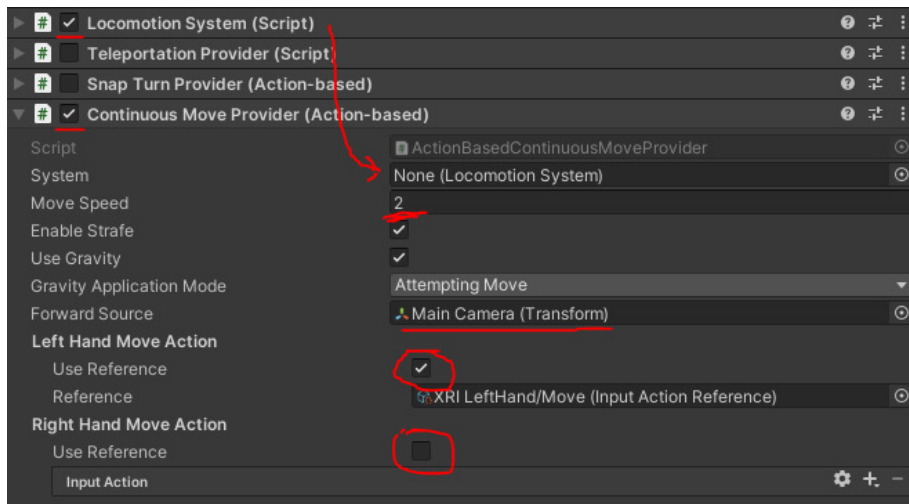 Locomotion System (Script)
Teleportation Provider (Script)
Snap Turn Provider (Action-based)
Continuous Move Provider (Action-based)
Script ActionBasedContinuousMoveProvider
System None (Locomotion System)
Move Speed 2
Enable Strafe
Use Gravity
Gravity Application Mode Attempting Move
Forward Source Main Camera (Transform)
Left Hand Move Action
Use Reference
Reference XRI LeftHand/Move (Input Action Reference)
Right Hand Move Action
Use Reference
Input Action